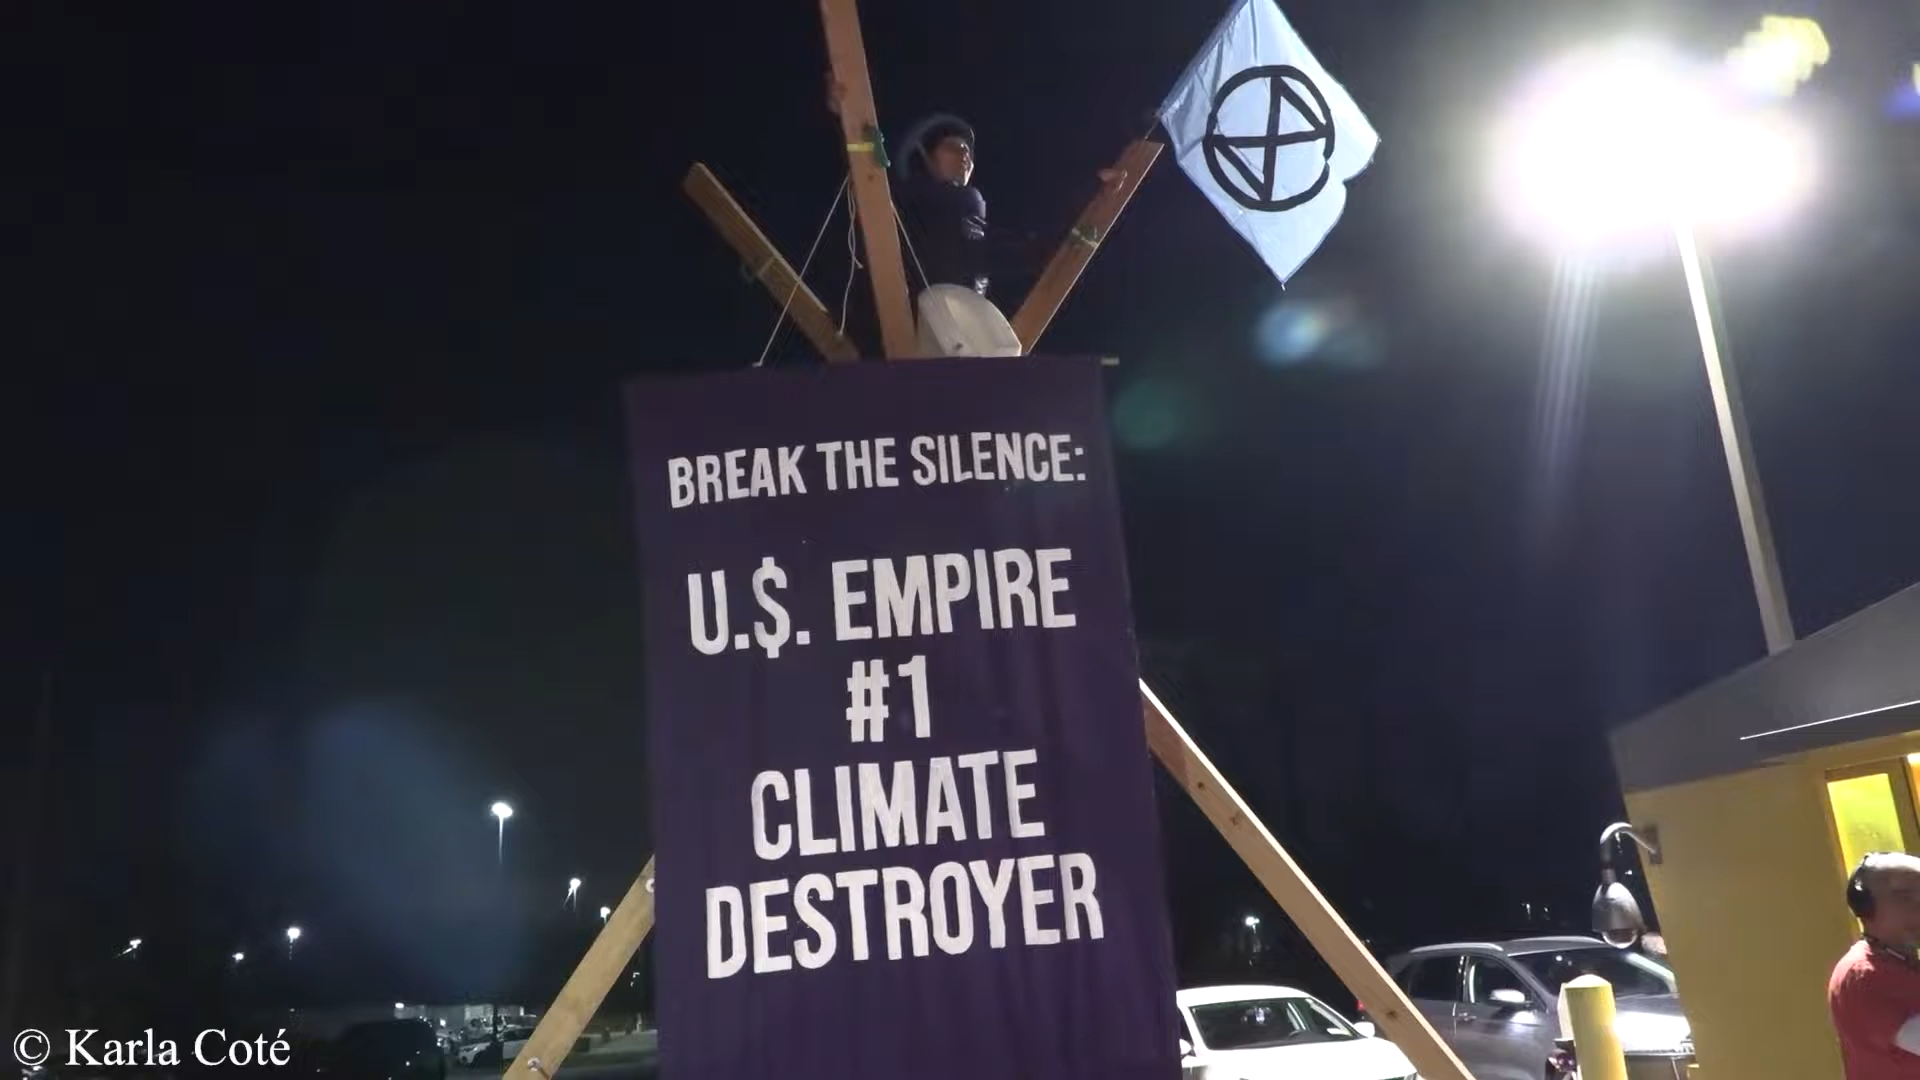 BREAK THE SILENCE:
U.$. EMPIRE
#1
CLIMATE
DESTROYER
© Karla Coté